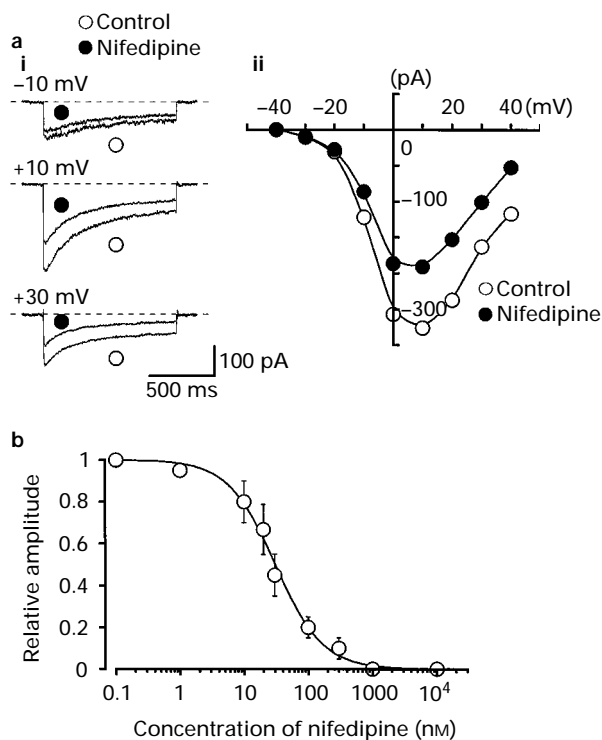 a
○ Control
● Nifedipine
i
−10 mV
+10 mV
+30 mV
100 pA
500 ms
ii
(pA)
−40 −20 20 40 (mV)
0
−100
−300
○ Control
● Nifedipine
b
Relative amplitude
1
0.8
0.6
0.4
0.2
0
0.1 1 10 100 1000 10⁴
Concentration of nifedipine (nM)